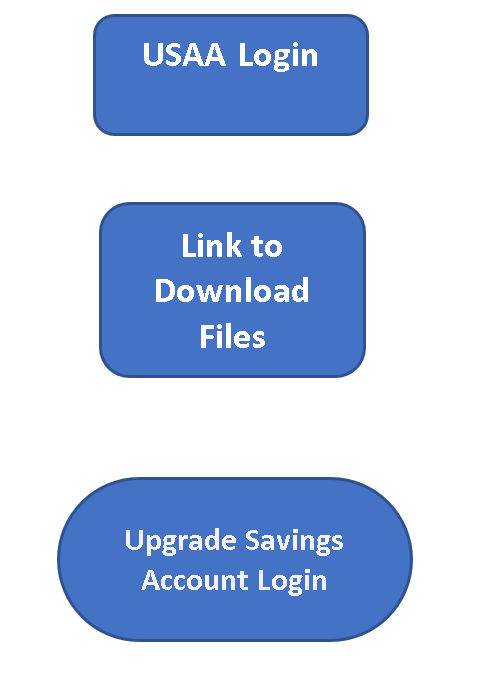 USAA Login
Link to
Download
Files
Upgrade Savings
Account Login